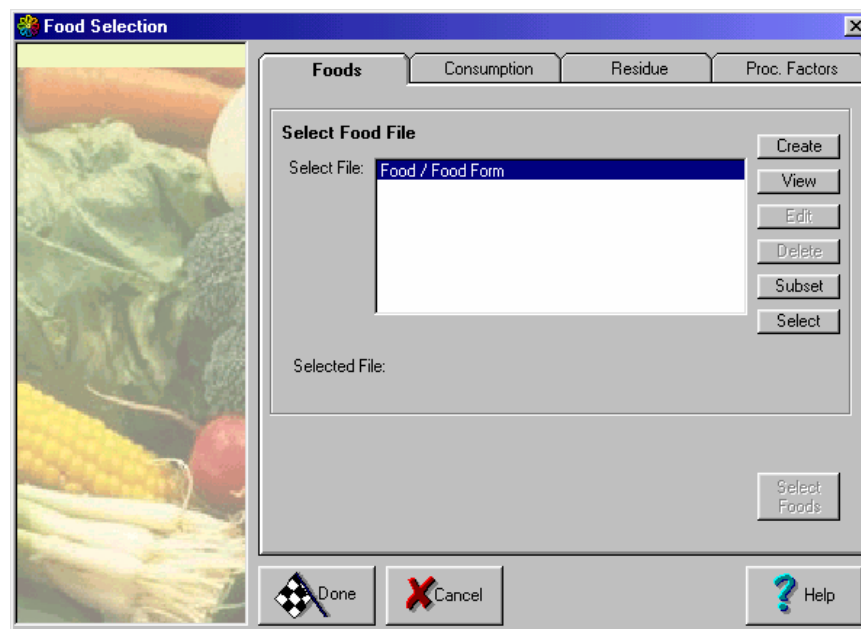 Food Selection
Foods
Consumption
Residue
Proc. Factors
Select Food File
Select File:
Food / Food Form
Create
View
Edit
Delete
Subset
Select
Selected File:
Select
Foods
Done
Cancel
Help